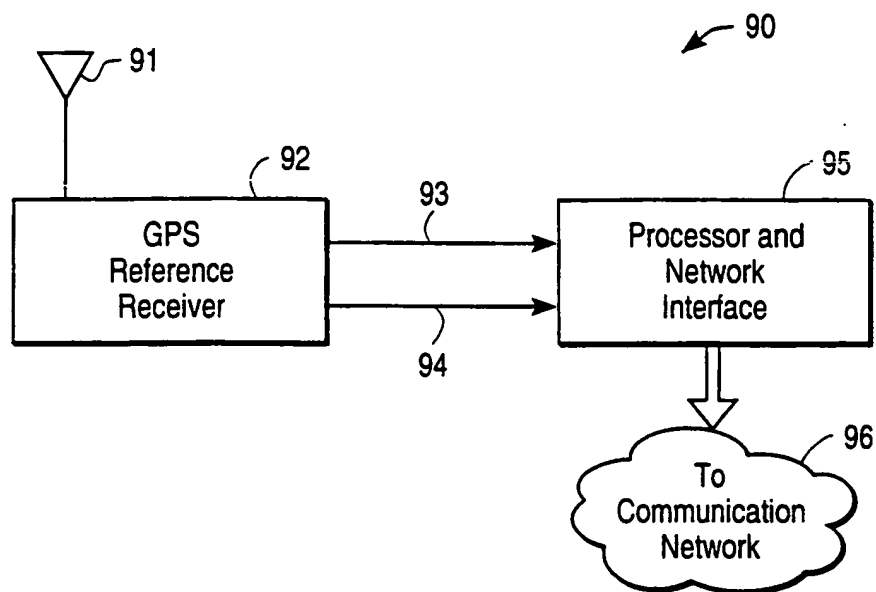 90
91
92
GPS
Reference
Receiver
93
94
95
Processor and
Network
Interface
96
To
Communication
Network